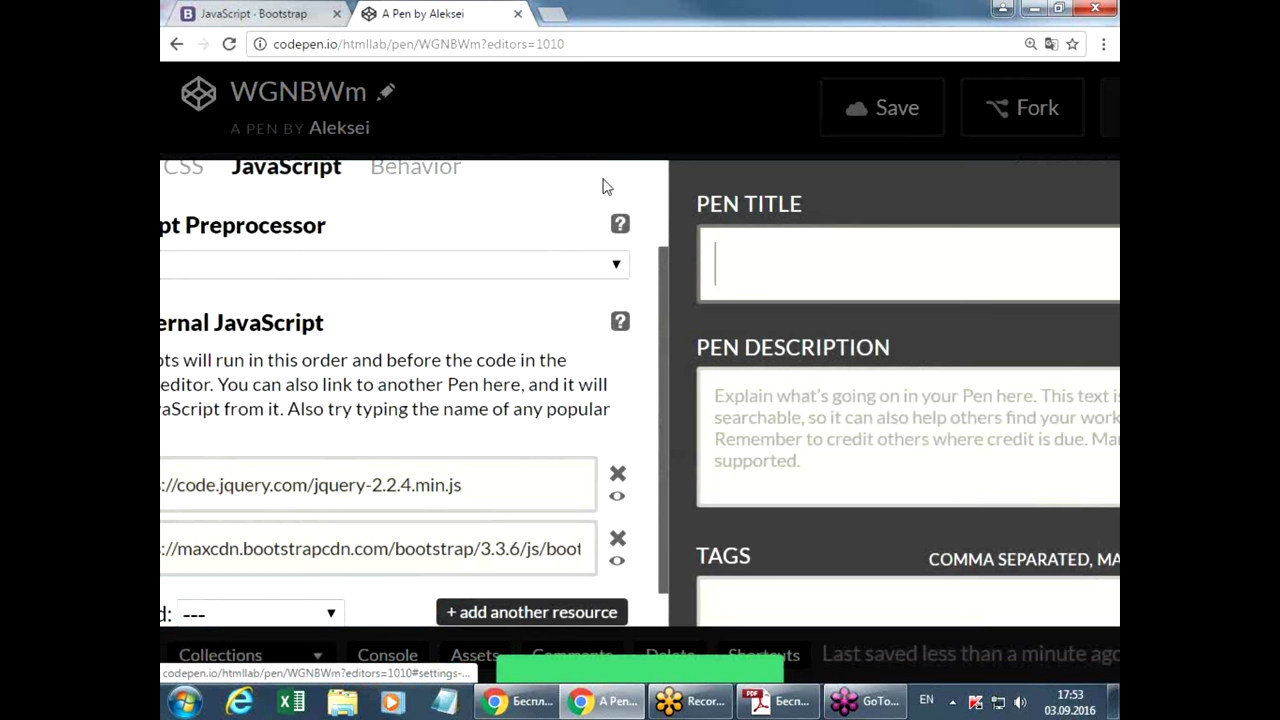 JavaScript - Bootstrap
A Pen by Aleksei
codepen.io/htmllab/pen/WGNBWm?editors=1010
WGNBWm
A PEN BY Aleksei
Save
Fork
CSS JavaScript Behavior
pt Preprocessor
ernal JavaScript
pts will run in this order and before the code in the
editor. You can also link to another Pen here, and it will
vaScript from it. Also try typing the name of any popular
://code.jquery.com/jquery-2.2.4.min.js
://maxcdn.bootstrapcdn.com/bootstrap/3.3.6/js/boot
d: ---
+ add another resource
PEN TITLE
PEN DESCRIPTION
Explain what's going on in your Pen here. This text is
searchable, so it can also help others find your work
Remember to credit others where credit is due. Mar
supported.
TAGS
COMMA SEPARATED, MA
Collections Console Assets Comments Delete Shortcuts Last saved less than a minute ago
codepen.io/htmllab/pen/WGNBWm?editors=1010#settings-...
Беспл...
A Pen...
Recor...
Бесп...
GoTo...
EN
17:53
03.09.2016